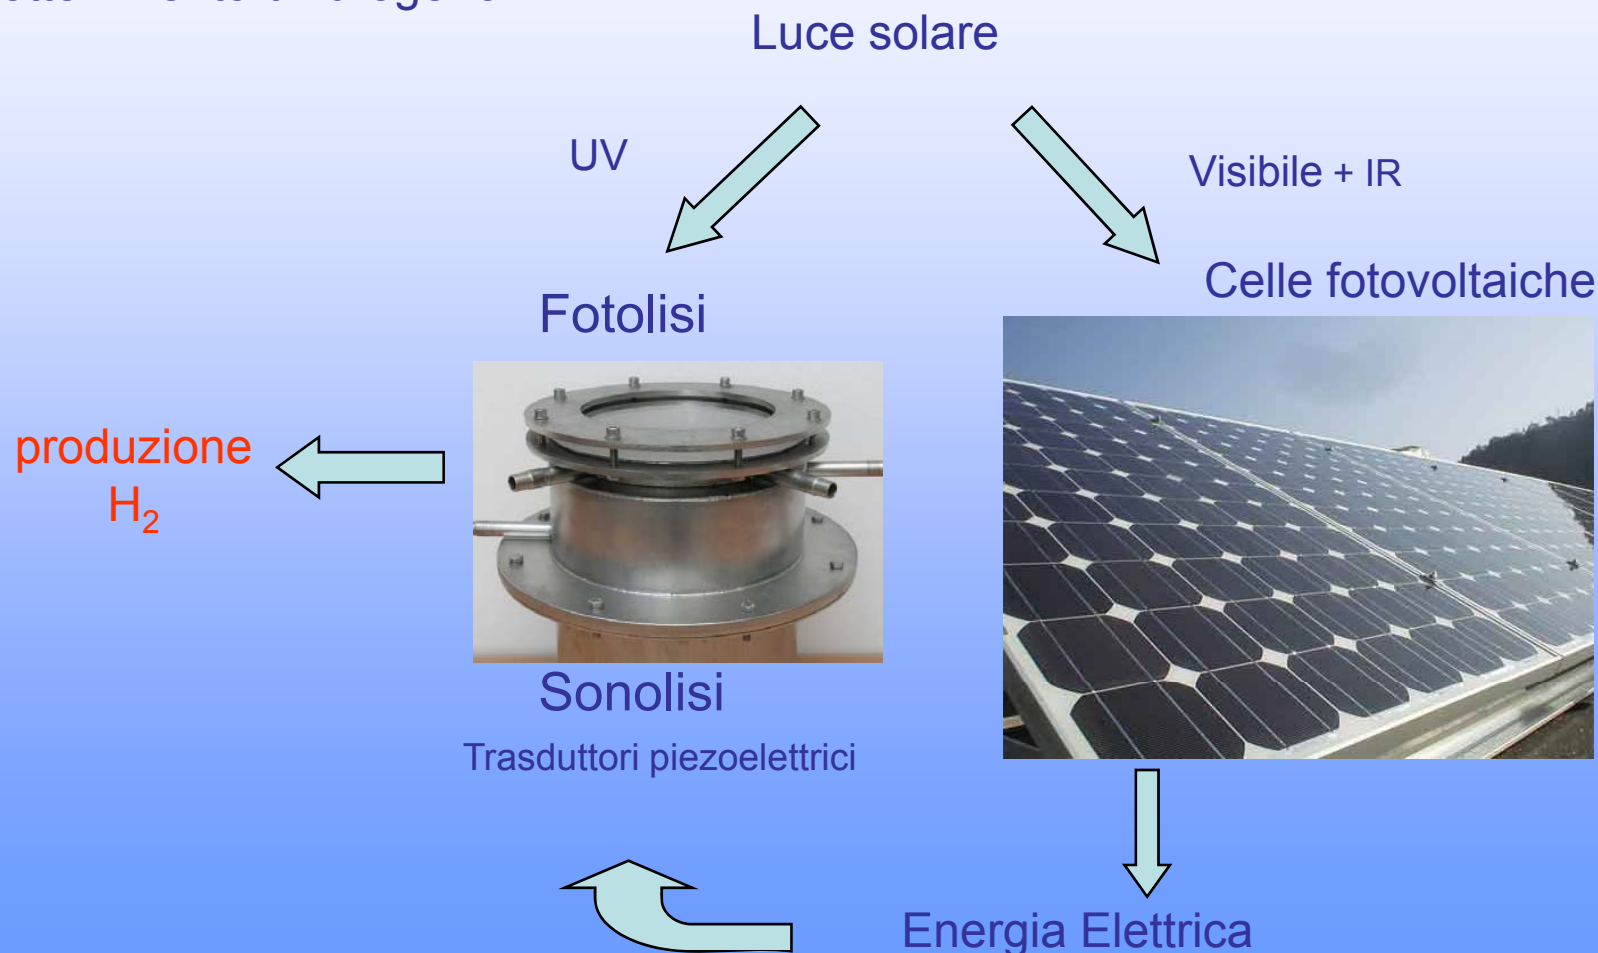 Luce solare
UV
Visibile + IR
Celle fotovoltaiche
Fotolisi
produzione
H₂
Sonolisi
Trasduttori piezoelettrici
Energia Elettrica